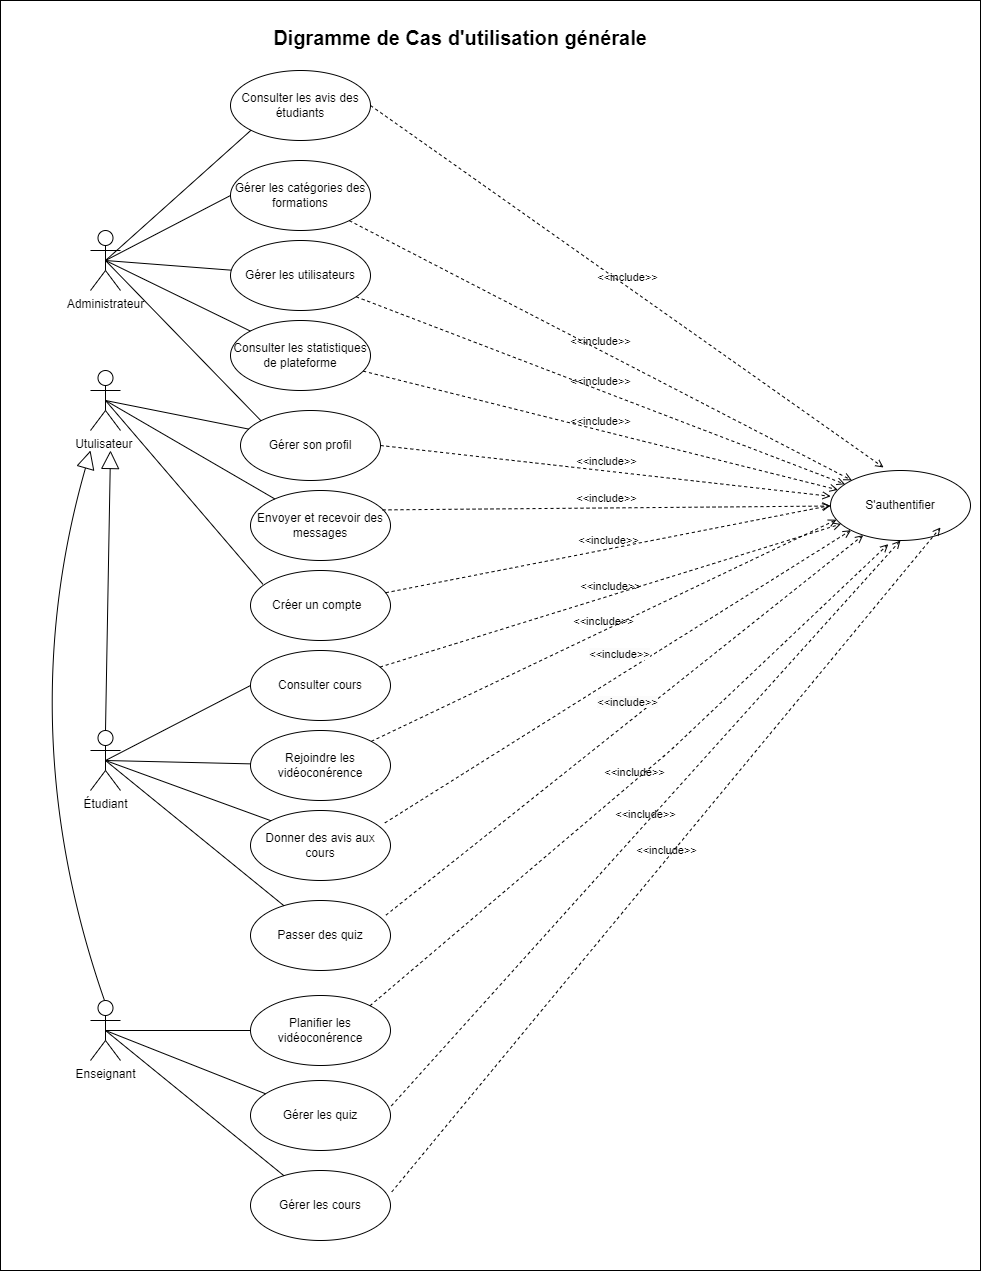 Digramme de Cas d'utilisation générale
Consulter les avis des
étudiants
Gérer les catégories des
formations
Gérer les utilisateurs
<<include>>
Administrateur
Consulter les statistiques
de plateforme
<<include>>
<<include>>
<<include>>
Utulisateur
Gérer son profil
<<include>>
Envoyer et recevoir des
messages
<<include>>
S'authentifier
<<include>>
Créer un compte
<<include>>
<<include>>
Consulter cours
<<include>>
<<include>>
Rejoindre les
vidéoconérence
<<include>>
Étudiant
<<include>>
Donner des avis aux
cours
<<include>>
Passer des quiz
Planifier les
vidéoconérence
Enseignant
Gérer les quiz
Gérer les cours